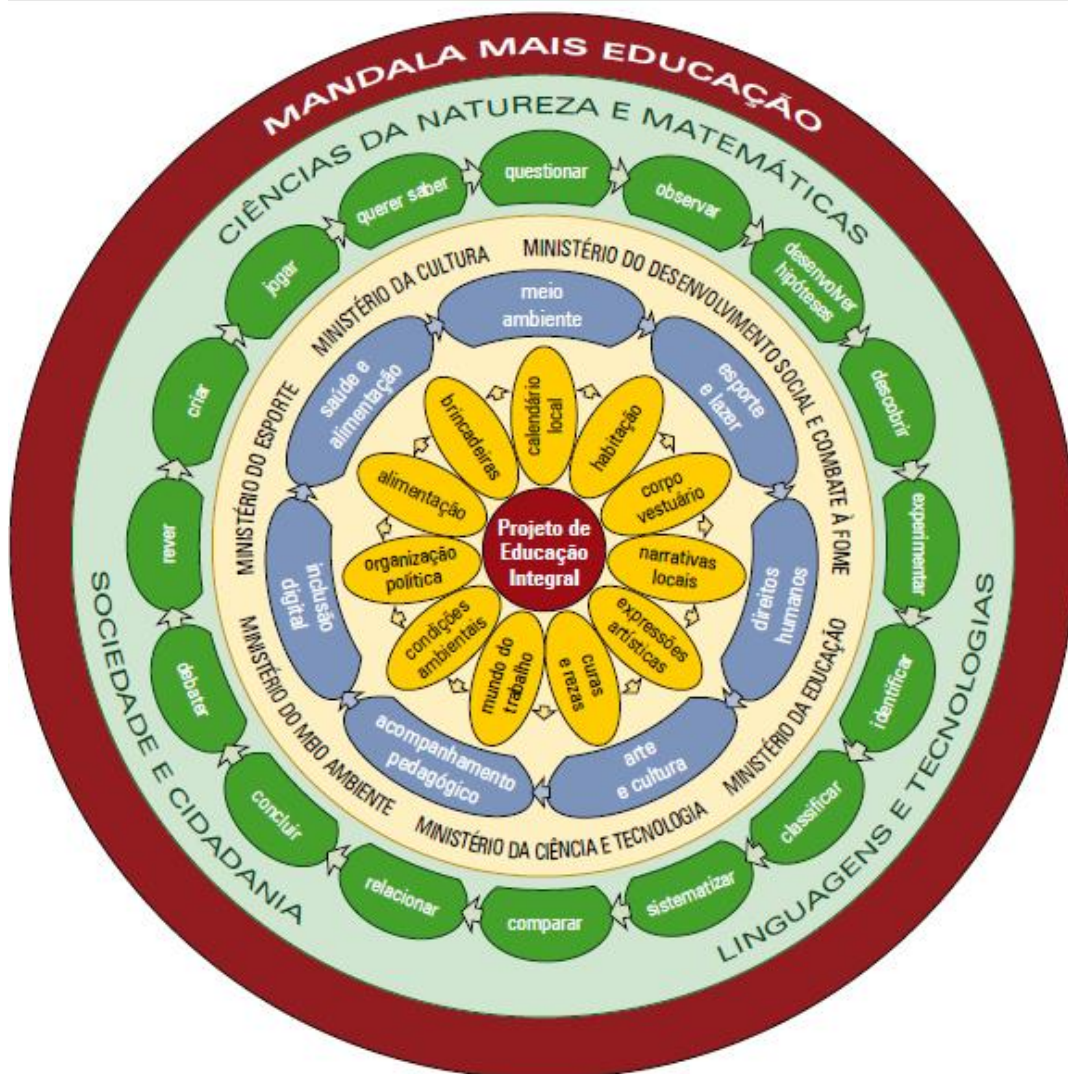 MANDALA MAIS EDUCAÇÃO
CIÊNCIAS DA NATUREZA E MATEMÁTICAS
LINGUAGENS E TECNOLOGIAS
SOCIEDADE E CIDADANIA
questionar
observar
desenvolver
hipóteses
descobrir
experimentar
identificar
classificar
sistematizar
comparar
relacionar
concluir
debater
rever
criar
jogar
querer saber
MINISTÉRIO DA CULTURA
MINISTÉRIO DO DESENVOLVIMENTO SOCIAL E COMBATE À FOME
MINISTÉRIO DA EDUCAÇÃO
MINISTÉRIO DA CIÊNCIA E TECNOLOGIA
MINISTÉRIO DO MEIO AMBIENTE
MINISTÉRIO DO ESPORTE
meio
ambiente
esporte
e lazer
direitos
humanos
arte
e cultura
acompanhamento
pedagógico
inclusão
digital
saúde e
alimentação
calendário
local
habitação
corpo
vestuário
narrativas
locais
expressões
artísticas
curas
e rezas
mundo do
trabalho
condições
ambientais
organização
política
alimentação
brincadeiras
Projeto de
Educação
Integral